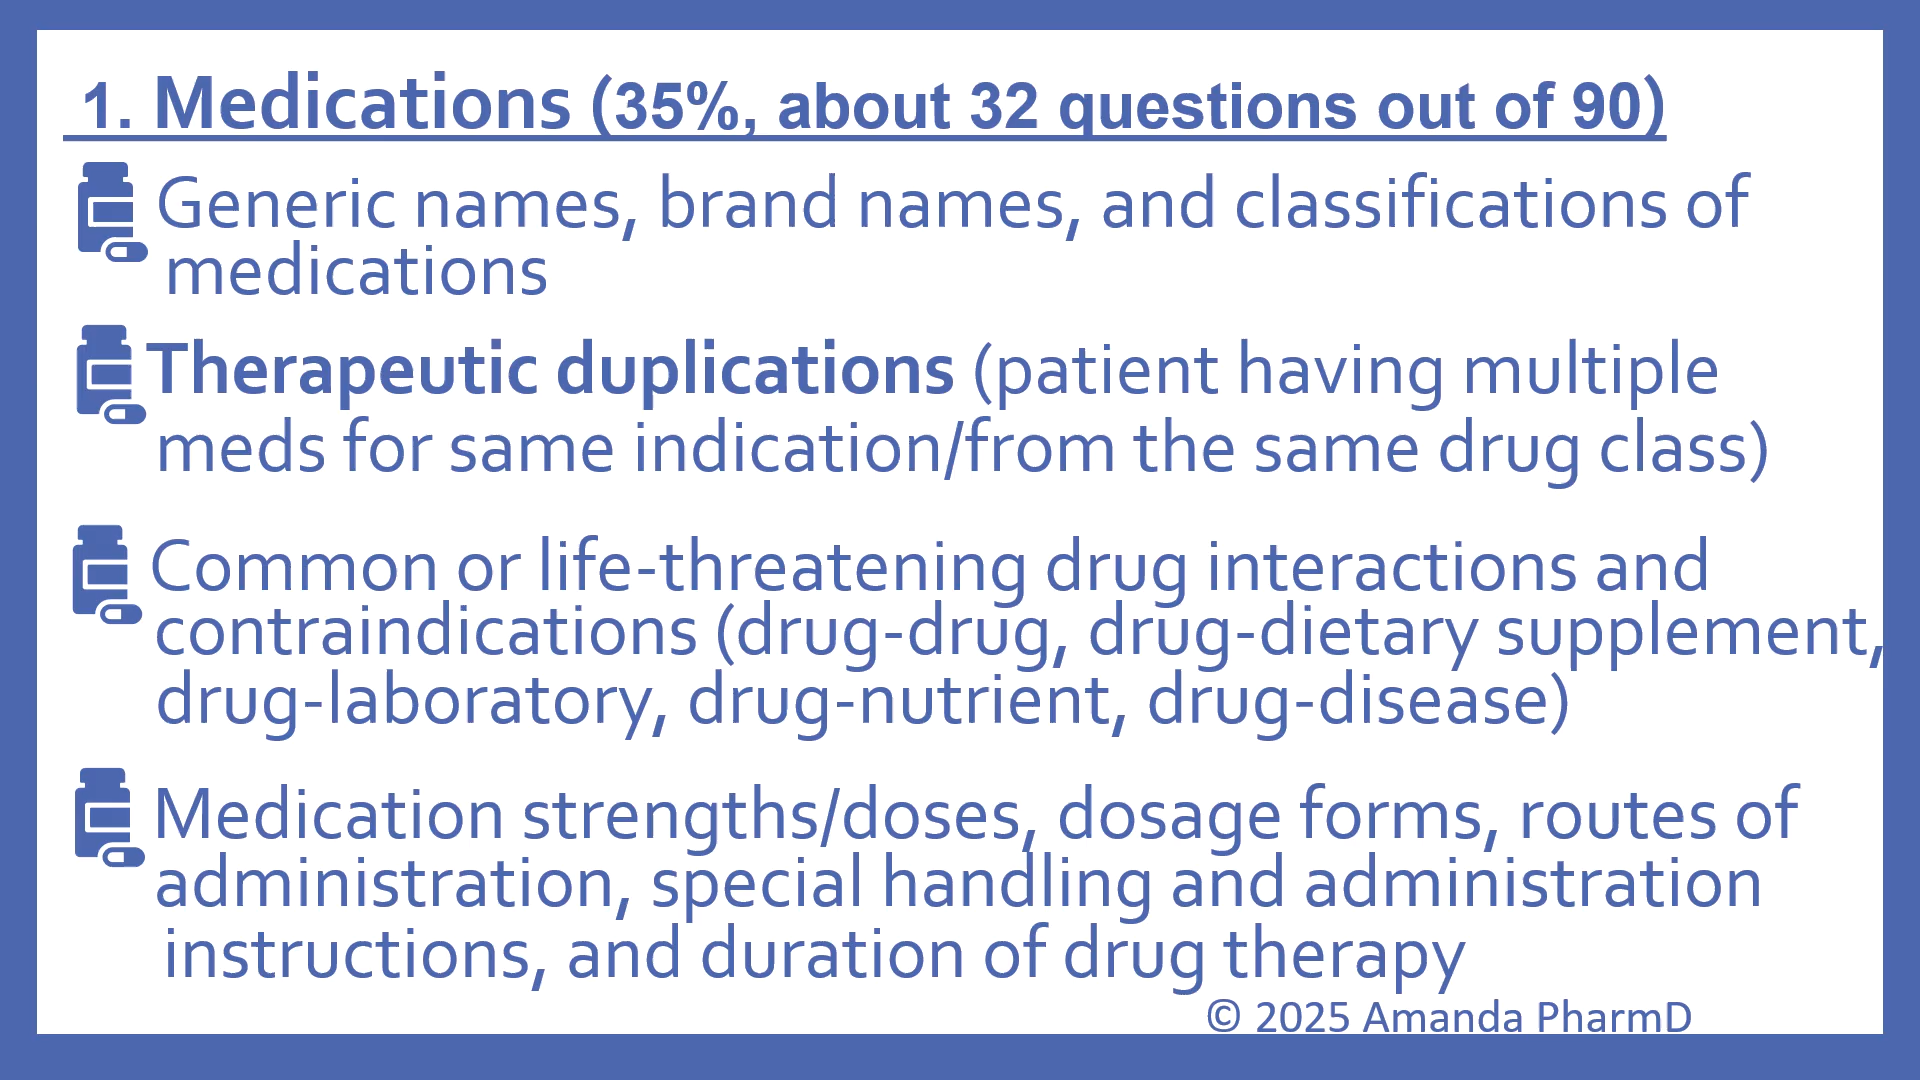 1. Medications (35%, about 32 questions out of 90)
Generic names, brand names, and classifications of
medications
Therapeutic duplications (patient having multiple
meds for same indication/from the same drug class)
Common or life-threatening drug interactions and
contraindications (drug-drug, drug-dietary supplement,
drug-laboratory, drug-nutrient, drug-disease)
Medication strengths/doses, dosage forms, routes of
administration, special handling and administration
instructions, and duration of drug therapy
© 2025 Amanda PharmD